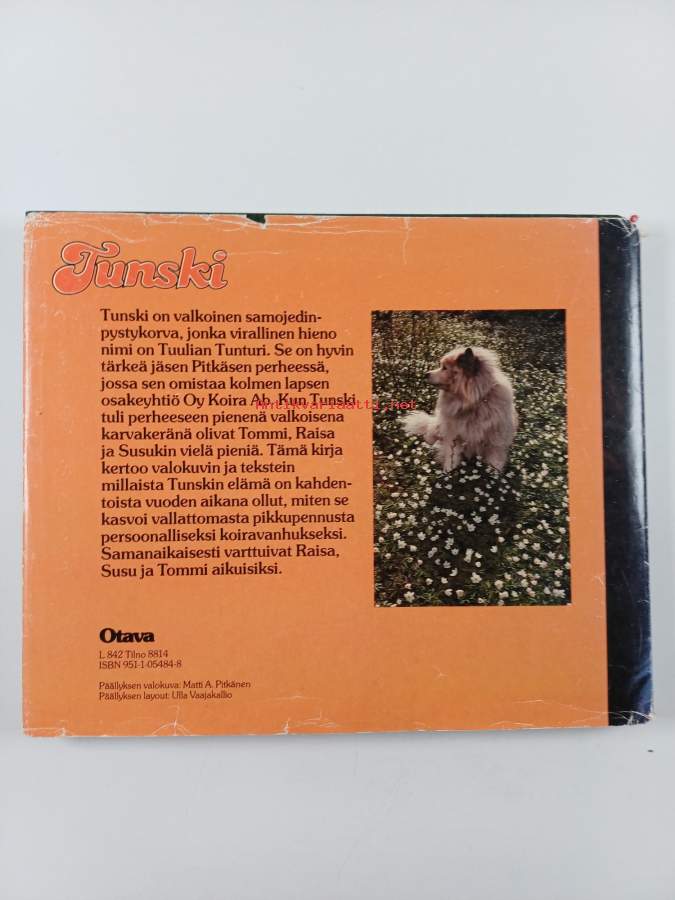 Tunski
Tunski on valkoinen samojedin-
pystykorva, jonka virallinen hieno
nimi on Tuulian Tunturi. Se on hyvin
tärkeä jäsen Pitkäsen perheessä,
jossa sen omistaa kolmen lapsen
osakeyhtiö Oy Koira Ab. Kun Tunski
Antikvariaatti.net
tuli perheeseen pienenä valkoisena
karvakeränä olivat Tommi, Raisa
ja Susukin vielä pieniä. Tämä kirja
kertoo valokuvin ja tekstein
millaista Tunskin elämä on kahden-
toista vuoden aikana ollut, miten se
kasvoi vallattomasta pikkupennusta
persoonalliseksi koiravanhukseksi.
Samanaikaisesti varttuivat Raisa,
Susu ja Tommi aikuisiksi.
Otava
L 842 Tilno 8814
ISBN 951-1-05484-8
Päällyksen valokuva: Matti A. Pitkänen
Päällyksen layout: Ulla Vaajakallio